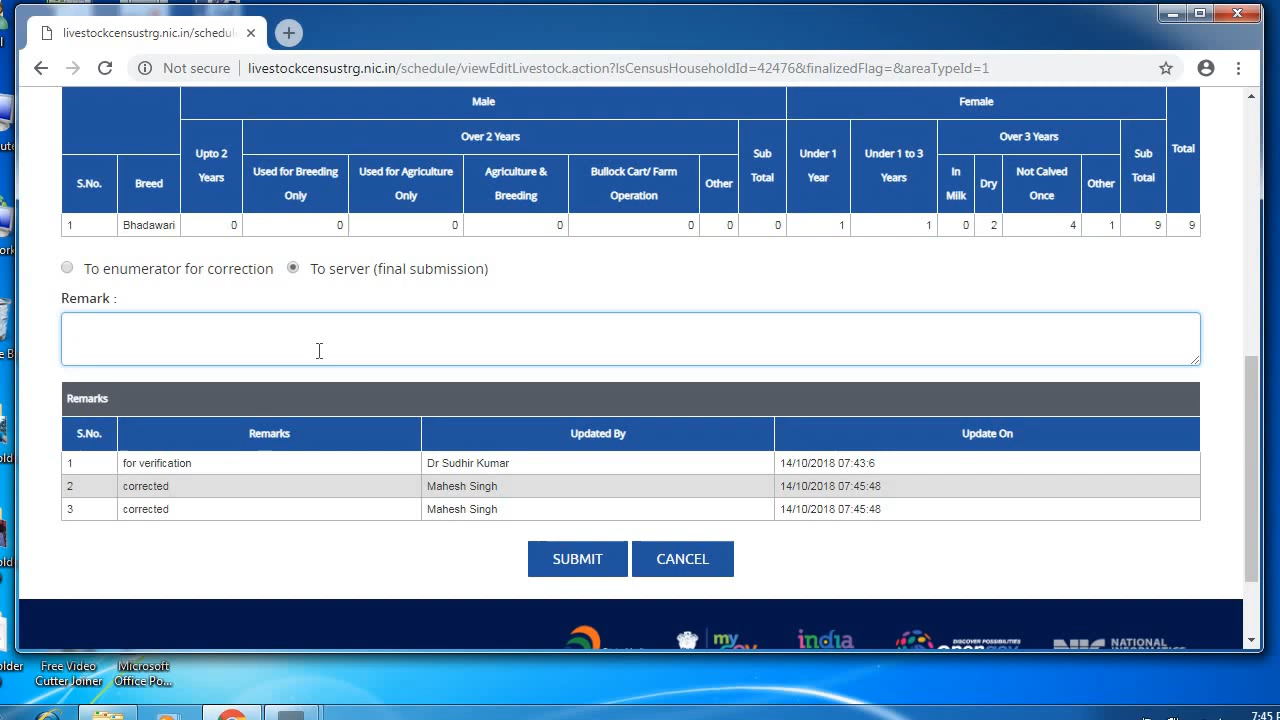 livestockcensustrg.nic.in/schedul
Not secure
livestockcensustrg.nic.in/schedule/viewEditLivestock.action?lsCensusHouseholdId=42476&finalizedFlag=&areaTypeId=1
Male Female
Over 2 Years Over 3 Years
S.No. Breed Upto 2 Years Used for Breeding Only Used for Agriculture Only Agriculture & Breeding Bullock Cart/ Farm Operation Other Sub Total Under 1 Year Under 1 to 3 Years In Milk Dry Not Calved Once Other Sub Total Total
1 Bhadawari 0 0 0 0 0 0 0 1 1 0 2 4 1 9 9
To enumerator for correction To server (final submission)
Remark :
Remarks
S.No. Remarks Updated By Update On
1 for verification Dr Sudhir Kumar 14/10/2018 07:43:6
2 corrected Mahesh Singh 14/10/2018 07:45:48
3 corrected Mahesh Singh 14/10/2018 07:45:48
SUBMIT CANCEL
my india DISCOVER POSSIBILITIES NATIONAL
Free Video Cutter Joiner
Microsoft Office Po...
7:45